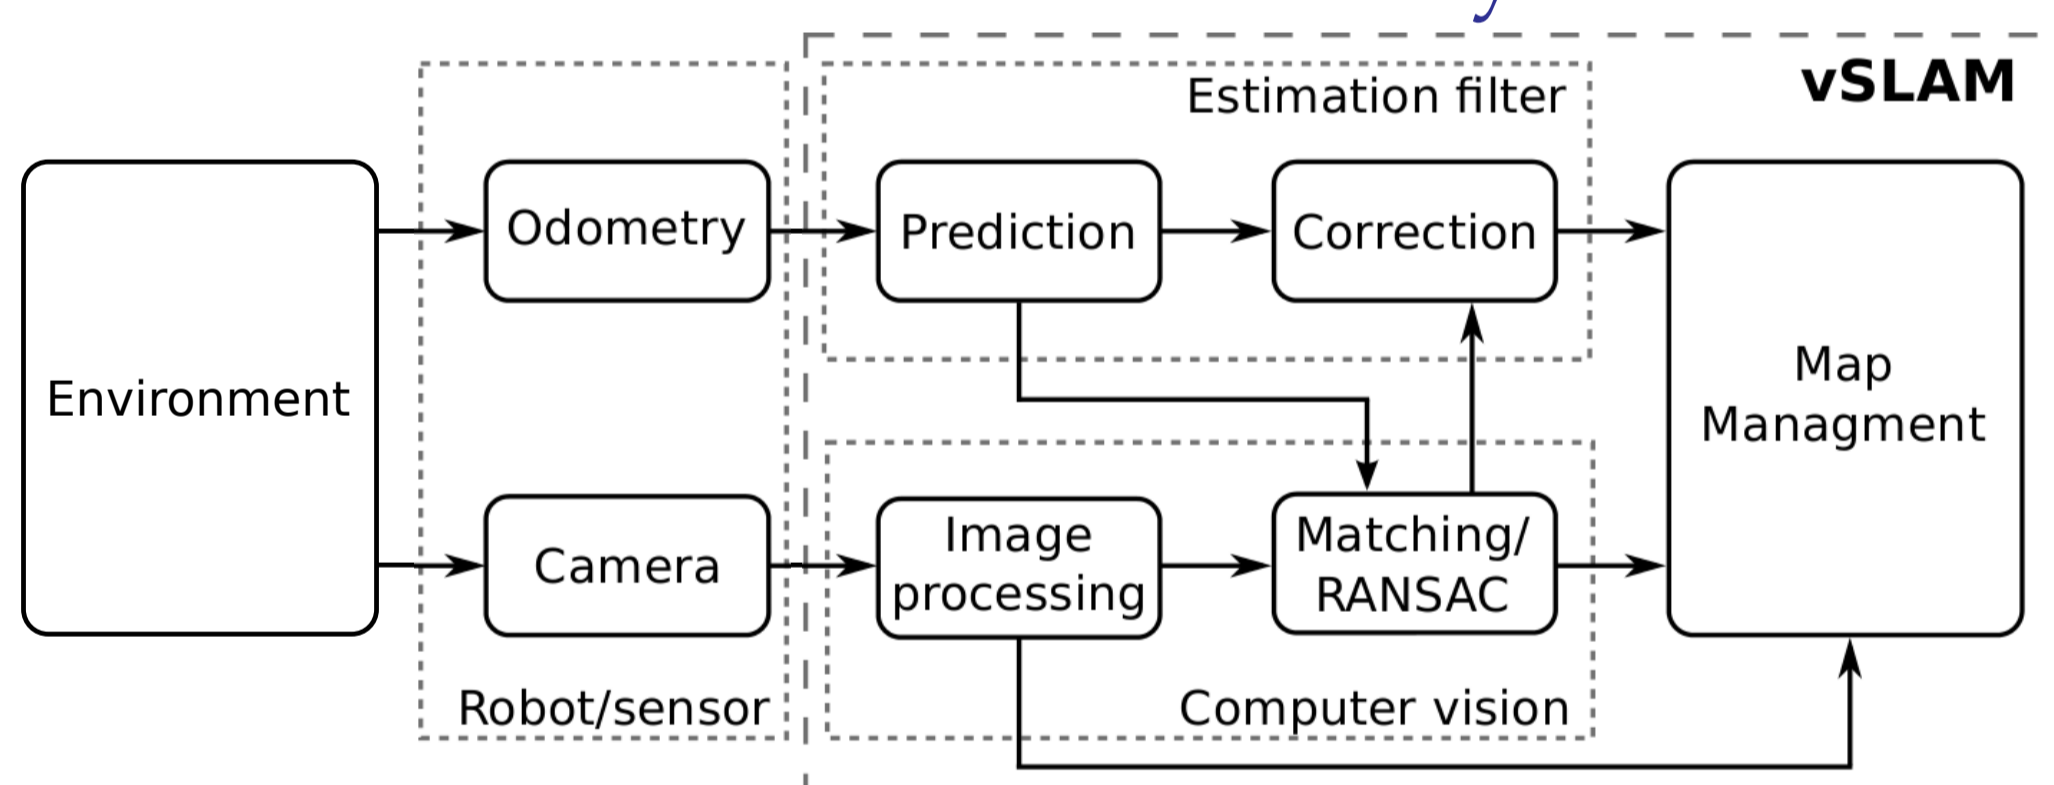 Estimation filter
vSLAM
Environment
Odometry
Prediction
Correction
Map
Managment
Camera
Image
processing
Matching/
RANSAC
Robot/sensor
Computer vision